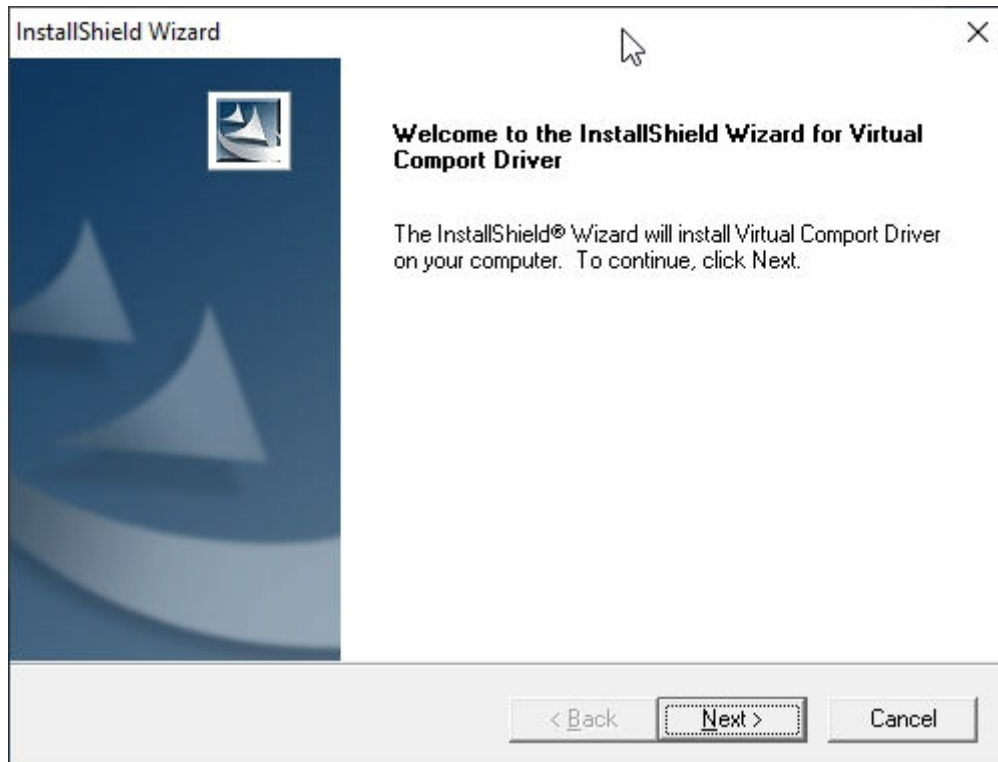 InstallShield Wizard
Welcome to the InstallShield Wizard for Virtual
Comport Driver
The InstallShield® Wizard will install Virtual Comport Driver
on your computer.  To continue, click Next.
< Back
Next >
Cancel